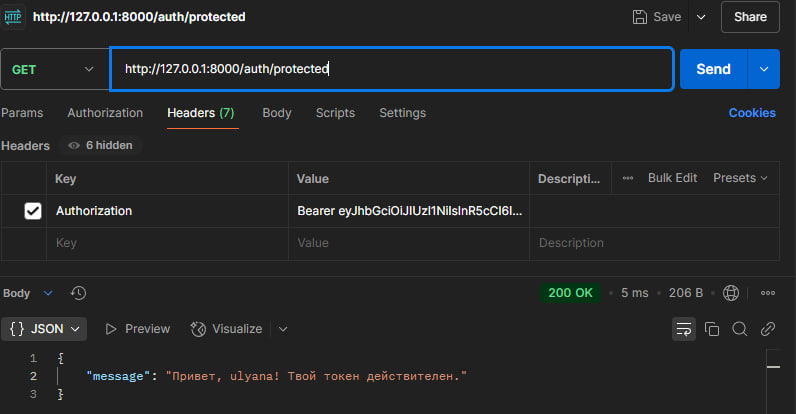 HTTP http://127.0.0.1:8000/auth/protected Save Share
GET http://127.0.0.1:8000/auth/protected Send
Params Authorization Headers (7) Body Scripts Settings Cookies
Headers 6 hidden
Key Value Descripti... Bulk Edit Presets
Authorization Bearer eyJhbGciOiJIUzI1NiIsInR5cCI6I...
Key Value Description
Body 200 OK 5 ms 206 B
{} JSON Preview Visualize
1 {
2 "message": "Привет, ulyana! Твой токен действителен."
3 }